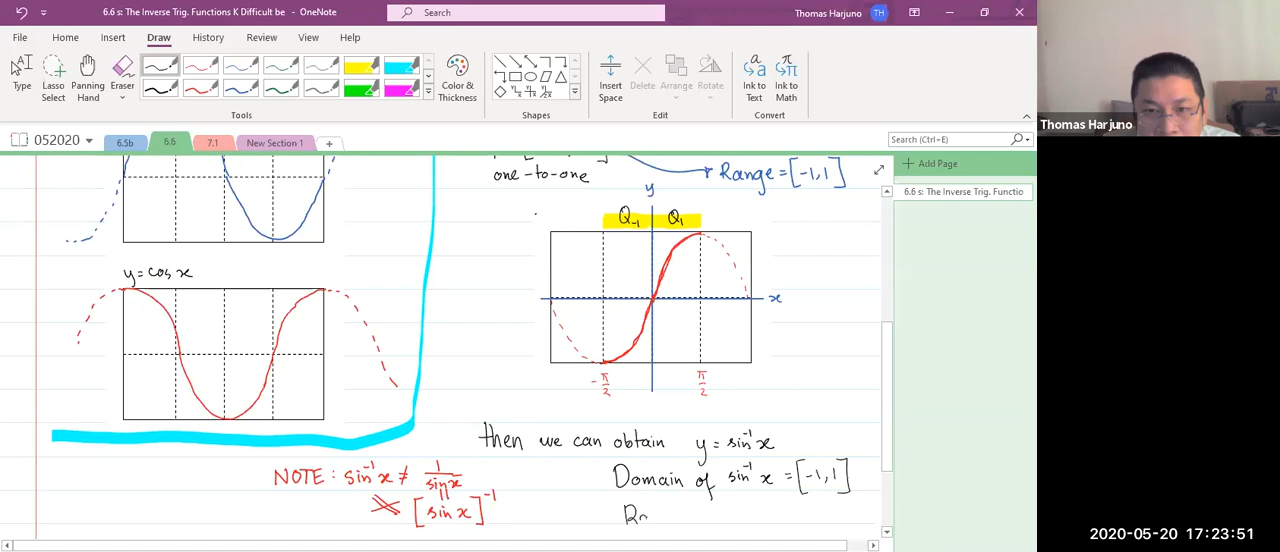 6.6 s: The Inverse Trig. Functions K Difficult be - OneNote
Search
Thomas Harjuno TH
File Home Insert Draw History Review View Help
Type
Lasso Select
Panning Hand
Eraser
Color & Thickness
Insert Space
Delete
Arrange
Rotate
Ink to Text
Ink to Math
Tools
Shapes
Edit
Convert
Thomas Harjuno
052020
6.5b
6.6
7.1
New Section 1
Search (Ctrl+E)
Add Page
6.6 s: The Inverse Trig. Functio
one-to-one
Range = [-1, 1]
y
Q-1 Q1
y = cos x
x
-π/2 π/2
then we can obtain y = sin⁻¹ x
NOTE: sin⁻¹ x ≠ 1/sin x
Domain of sin⁻¹ x = [-1, 1]
[sin x]⁻¹
Ra
2020-05-20 17:23:51